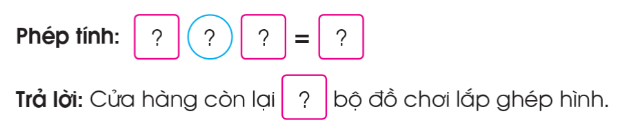 Phép tính: ? ? ? = ?
Trả lời: Cửa hàng còn lại ? bộ đồ chơi lắp ghép hình.